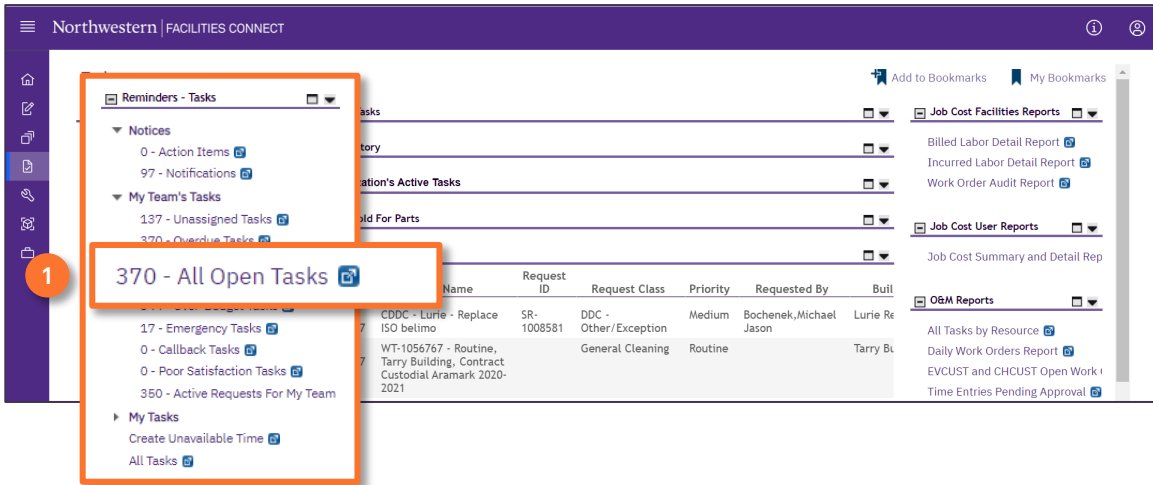 Northwestern | FACILITIES CONNECT
Add to Bookmarks My Bookmarks
Reminders - Tasks
Notices
0 - Action Items
97 - Notifications
My Team's Tasks
137 - Unassigned Tasks
370 - Overdue Tasks
1
370 - All Open Tasks
17 - Emergency Tasks
0 - Callback Tasks
0 - Poor Satisfaction Tasks
350 - Active Requests For My Team
My Tasks
Create Unavailable Time
All Tasks
Active Tasks
For Parts
Name Request ID Request Class Priority Requested By
CDDC - Lurie - Replace ISO belimo SR-1008581 DDC - Other/Exception Medium Bochenek,Michael Jason Lurie
7
WT-1056767 - Routine, Tarry Building, Contract Custodial Aramark 2020-2021 General Cleaning Routine Tarry
7
Job Cost Facilities Reports
Billed Labor Detail Report
Incurred Labor Detail Report
Work Order Audit Report
Job Cost User Reports
Job Cost Summary and Detail Rep
O&M Reports
All Tasks by Resource
Daily Work Orders Report
EVCUST and CHCUST Open Work
Time Entries Pending Approval